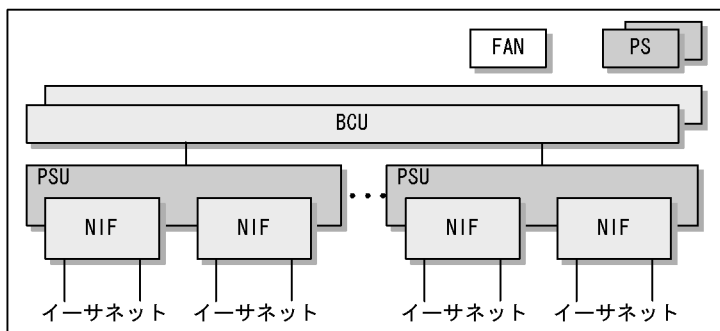 FAN PS
BCU
PSU PSU
NIF NIF NIF NIF
イーサネット イーサネット イーサネット イーサネット